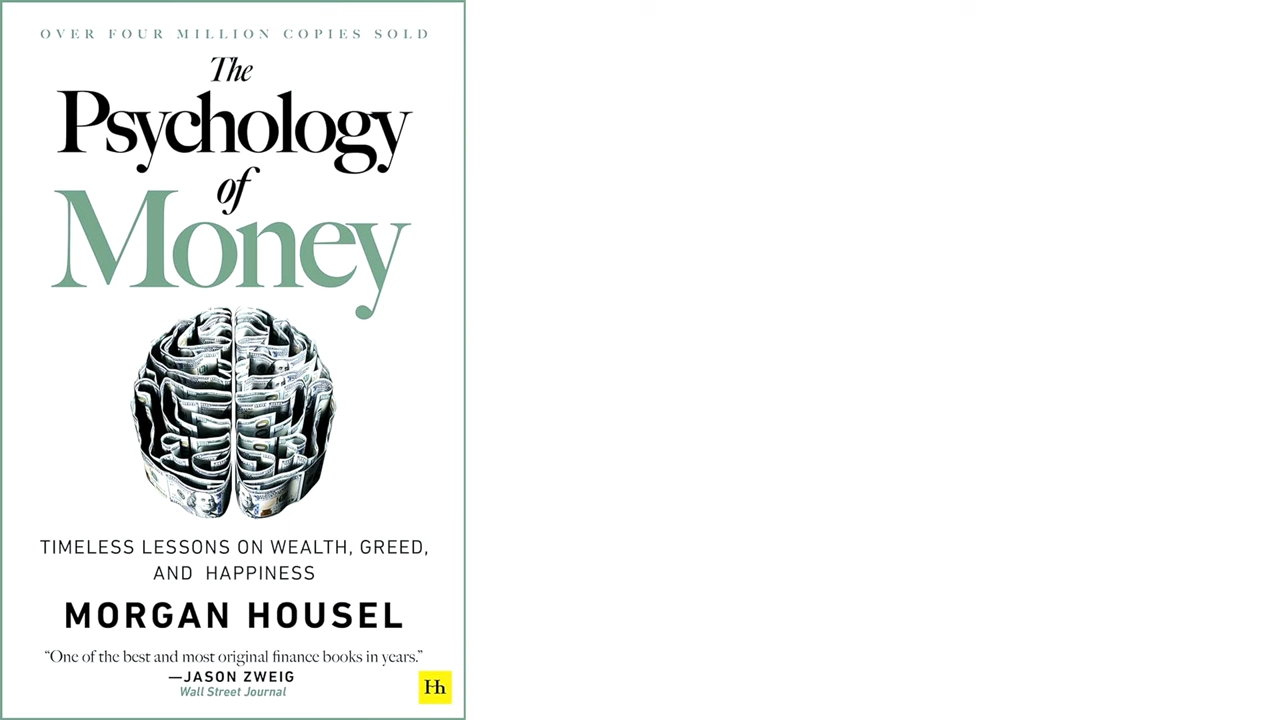 OVER FOUR MILLION COPIES SOLD
The
Psychology
of
Money
TIMELESS LESSONS ON WEALTH, GREED,
AND HAPPINESS
MORGAN HOUSEL
“One of the best and most original finance books in years.”
—JASON ZWEIG
Wall Street Journal
Hh